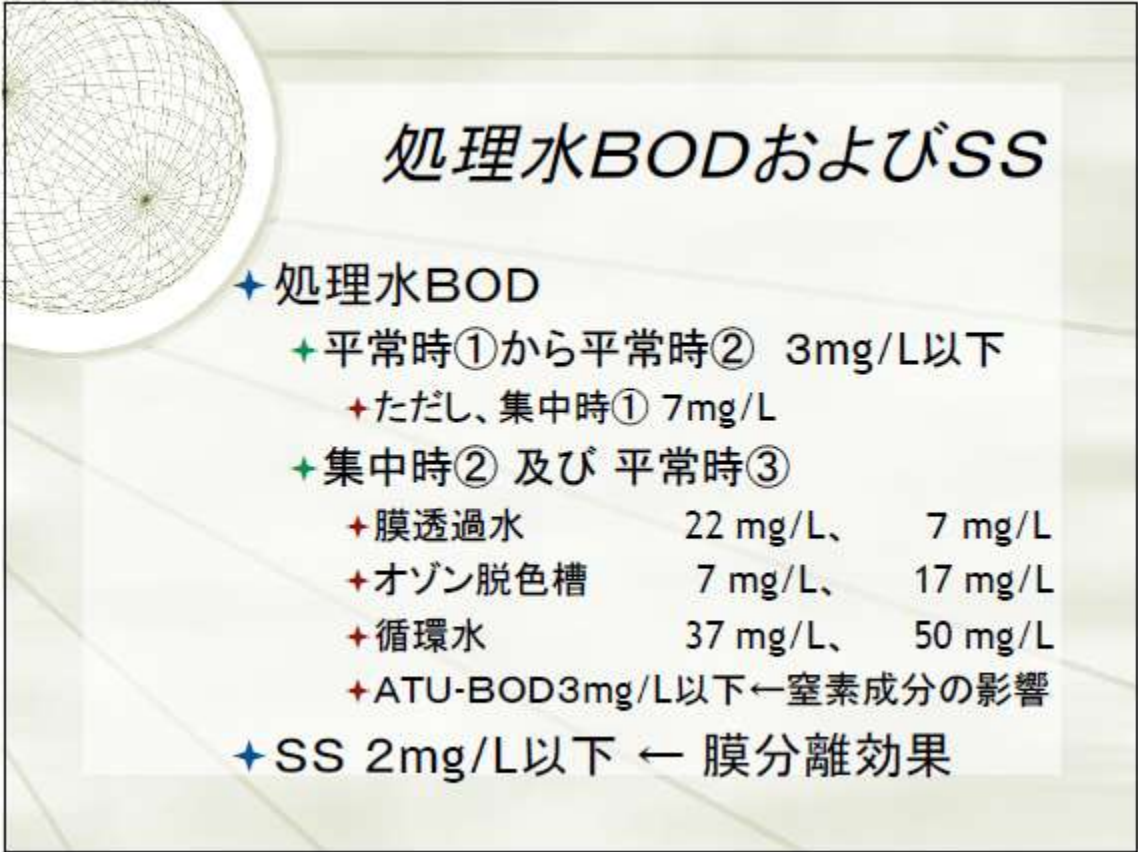 処理水BODおよびSS
処理水BOD
平常時①から平常時② 3mg/L以下
ただし、集中時① 7mg/L
集中時② 及び 平常時③
膜透過水 22 mg/L、 7 mg/L
オゾン脱色槽 7 mg/L、 17 mg/L
循環水 37 mg/L、 50 mg/L
ATU-BOD3mg/L以下←窒素成分の影響
SS 2mg/L以下 ← 膜分離効果